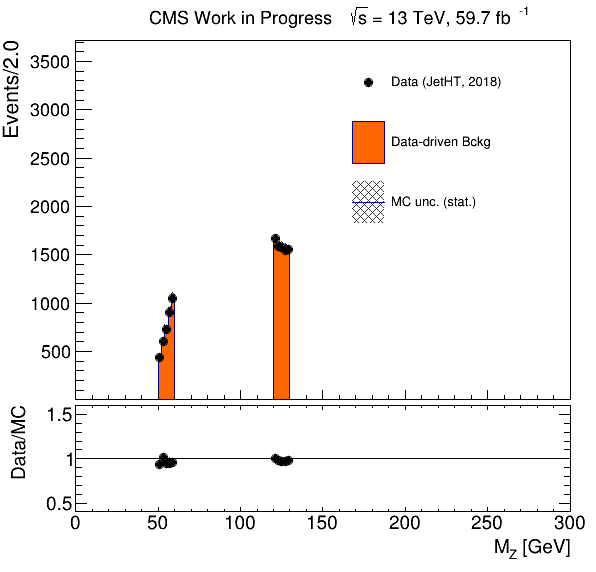 CMS Work in Progress √s = 13 TeV, 59.7 fb⁻¹
Events/2.0
3500
3000
2500
2000
1500
1000
500
Data (JetHT, 2018)
Data-driven Bckg
MC unc. (stat.)
Data/MC
1.5
1
0.5
0 50 100 150 200 250 300
M_Z [GeV]